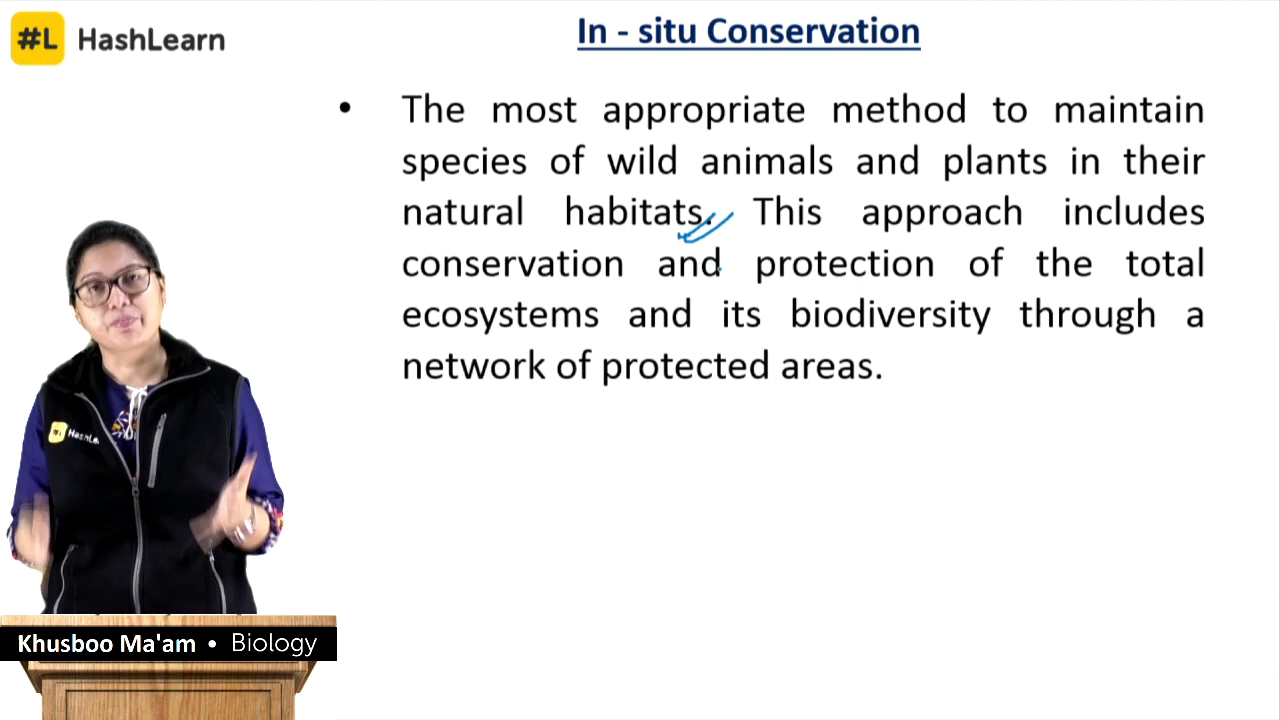 #L HashLearn
In - situ Conservation
• The most appropriate method to maintain
species of wild animals and plants in their
natural habitats. This approach includes
conservation and protection of the total
ecosystems and its biodiversity through a
network of protected areas.
#L HashLe
Khusboo Ma'am • Biology